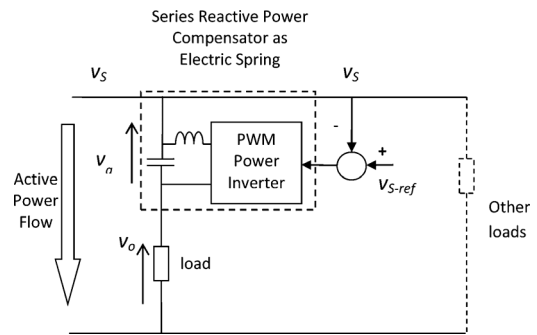 Series Reactive Power
Compensator as
Electric Spring
vS
vS
PWM
Power
Inverter
-
+
va
vS-ref
Active
Power
Flow
Other
loads
vo
load